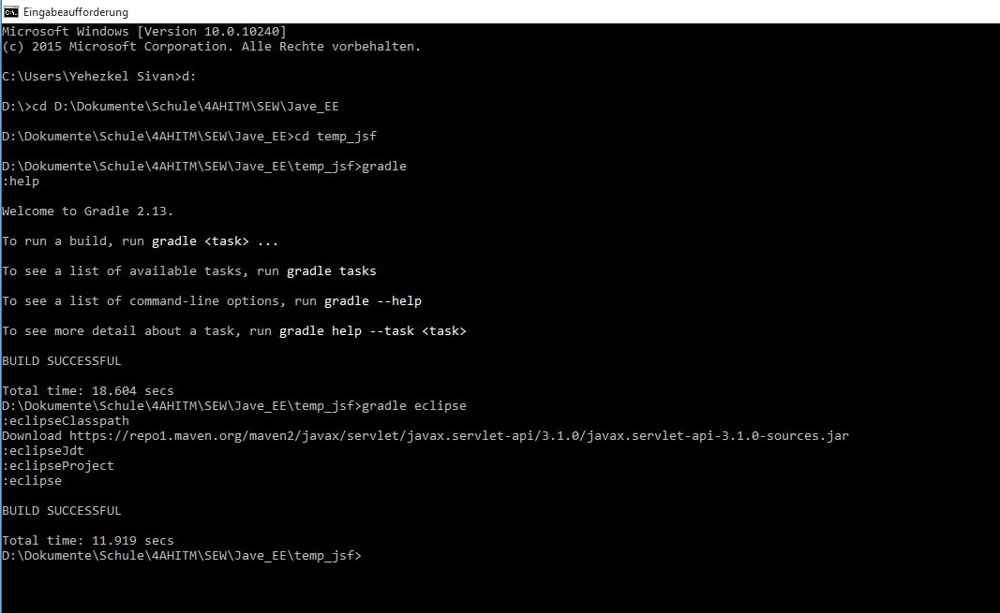 Eingabeaufforderung
Microsoft Windows [Version 10.0.10240]
(c) 2015 Microsoft Corporation. Alle Rechte vorbehalten.
C:\Users\Yehezkel Sivan>d:
D:\>cd D:\Dokumente\Schule\4AHITM\SEW\Jave_EE
D:\Dokumente\Schule\4AHITM\SEW\Jave_EE>cd temp_jsf
D:\Dokumente\Schule\4AHITM\SEW\Jave_EE\temp_jsf>gradle
:help
Welcome to Gradle 2.13.
To run a build, run gradle <task> ...
To see a list of available tasks, run gradle tasks
To see a list of command-line options, run gradle --help
To see more detail about a task, run gradle help --task <task>
BUILD SUCCESSFUL
Total time: 18.604 secs
D:\Dokumente\Schule\4AHITM\SEW\Jave_EE\temp_jsf>gradle eclipse
:eclipseClasspath
Download https://repo1.maven.org/maven2/javax/servlet/javax.servlet-api/3.1.0/javax.servlet-api-3.1.0-sources.jar
:eclipseJdt
:eclipseProject
:eclipse
BUILD SUCCESSFUL
Total time: 11.919 secs
D:\Dokumente\Schule\4AHITM\SEW\Jave_EE\temp_jsf>